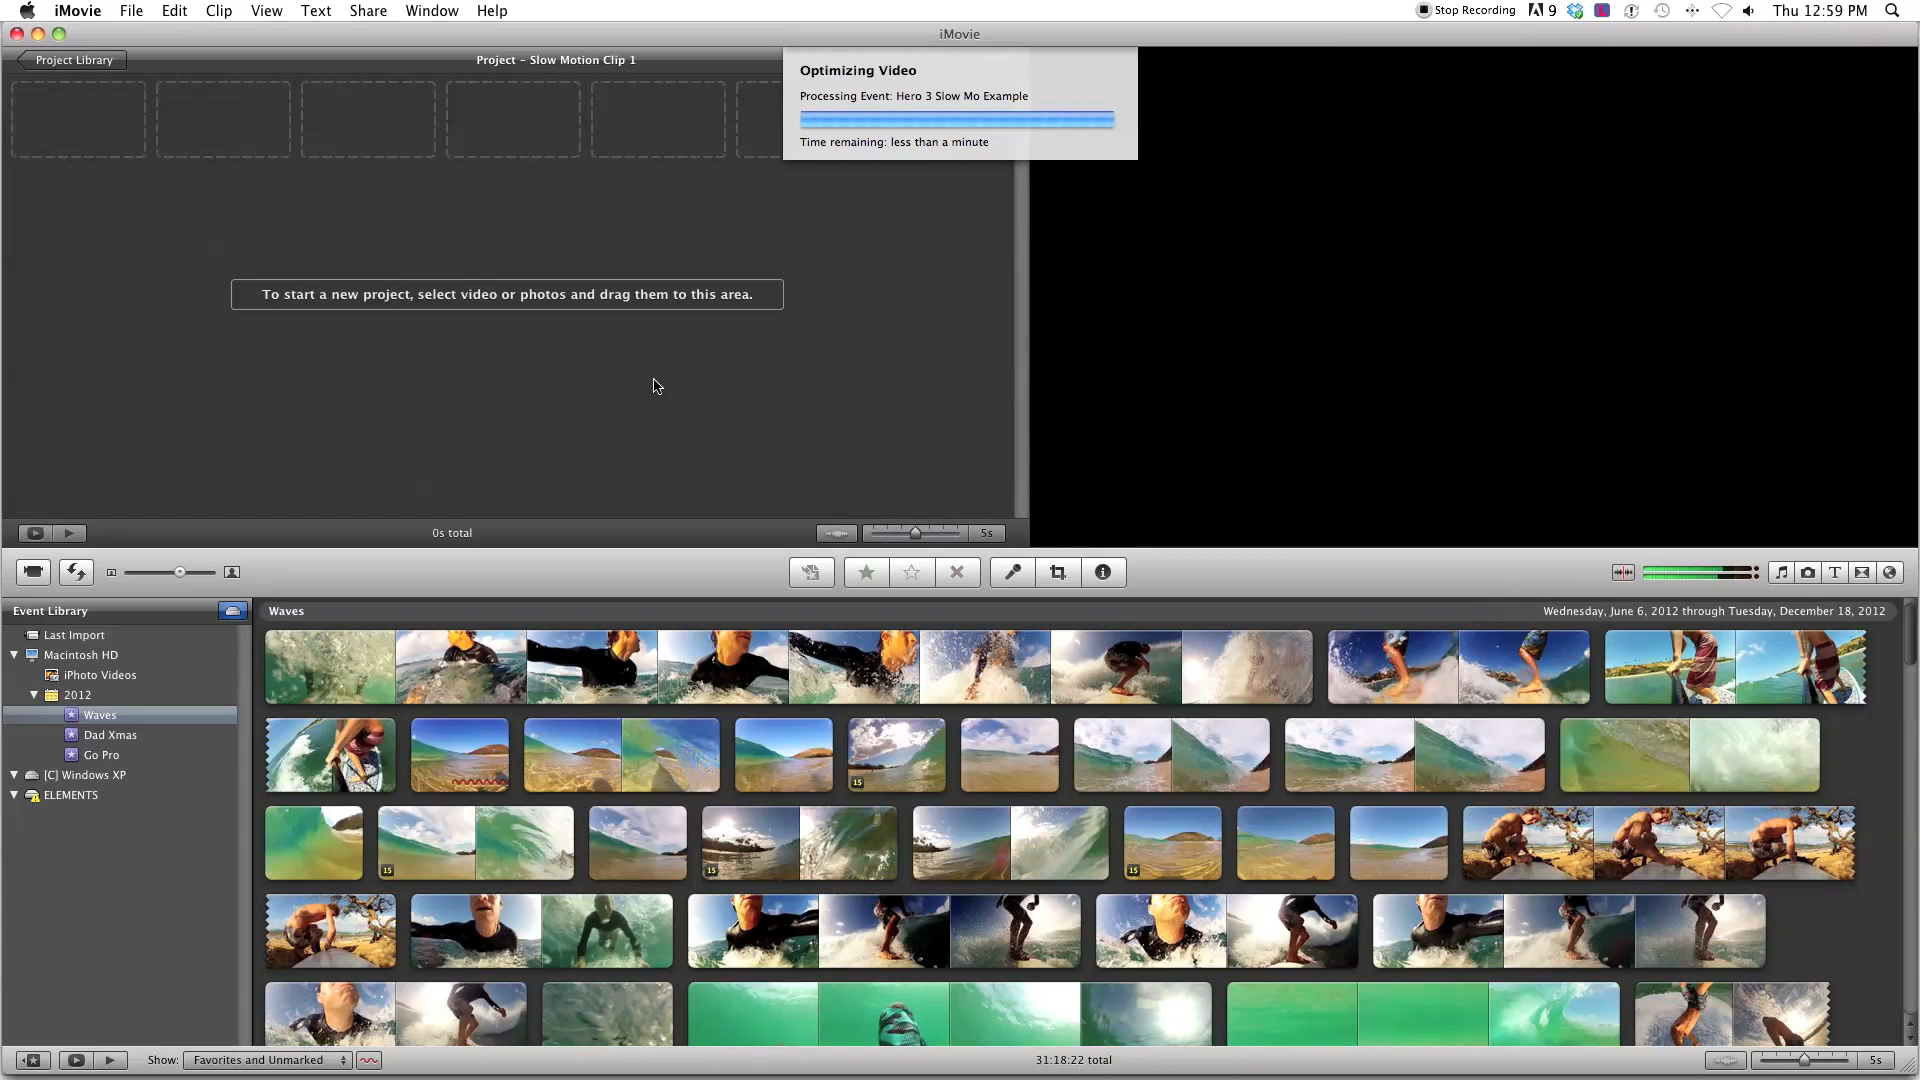 iMovie File Edit Clip View Text Share Window Help Stop Recording 9 Thu 12:59 PM
iMovie
Project Library Project - Slow Motion Clip 1
Optimizing Video
Processing Event: Hero 3 Slow Mo Example
Time remaining: less than a minute
To start a new project, select video or photos and drag them to this area.
0s total 5s
Event Library Waves Wednesday, June 6, 2012 through Tuesday, December 18, 2012
Last Import
Macintosh HD
iPhoto Videos
2012
Waves
Dad Xmas
Go Pro
[C] Windows XP
ELEMENTS
15
15 15 15
Show: Favorites and Unmarked 31:18:22 total 5s